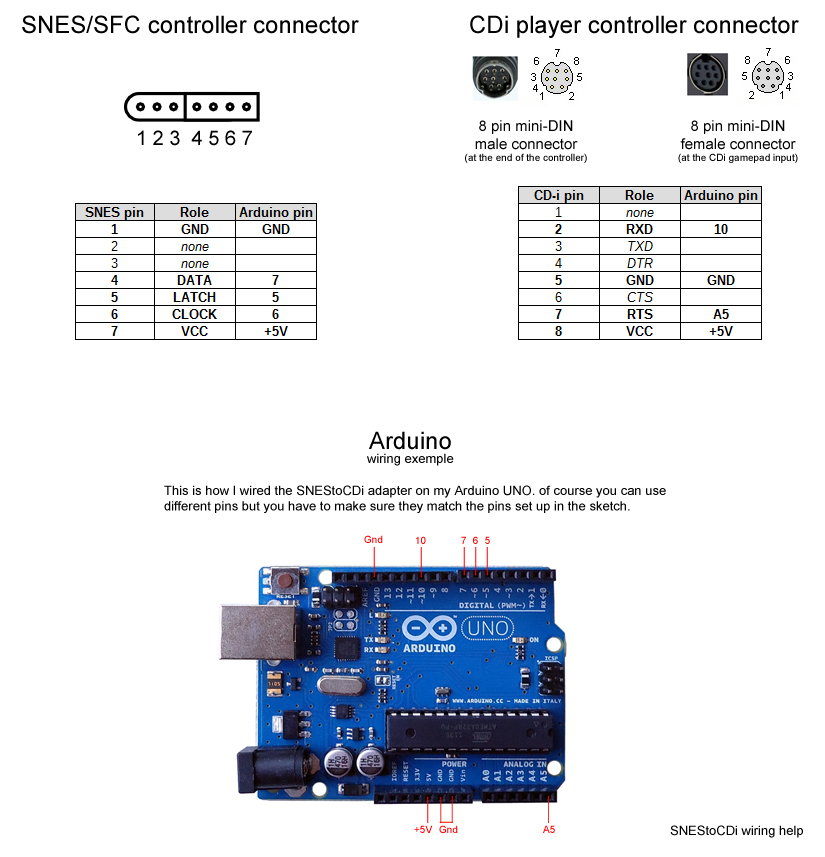 SNES/SFC controller connector
1 2 3 4 5 6 7
SNES pin Role Arduino pin
1 GND GND
2 none
3 none
4 DATA 7
5 LATCH 5
6 CLOCK 6
7 VCC +5V
CDi player controller connector
7
6 8
3 5
4
1 2
8 pin mini-DIN
male connector
(at the end of the controller)
7
8 6
5 3
4
2 1
8 pin mini-DIN
female connector
(at the CDi gamepad input)
CD-i pin Role Arduino pin
1 none
2 RXD 10
3 TXD
4 DTR
5 GND GND
6 CTS
7 RTS A5
8 VCC +5V
Arduino
wiring exemple
This is how I wired the SNEStoCDi adapter on my Arduino UNO. of course you can use
different pins but you have to make sure they match the pins set up in the sketch.
Gnd 10 7 6 5
RESET
AREF GND 13 12 ~11 ~10 ~9 8 7 ~6 ~5 4 ~3 2 TX→1 RX←0
DIGITAL (PWM~)
L
TX
RX
UNO
ARDUINO
ON
ICSP
RESET EN
WWW.ARDUINO.CC - MADE IN ITALY
POWER ANALOG IN
IOREF RESET 3.3V 5V GND GND Vin A0 A1 A2 A3 A4 A5
+5V Gnd A5
SNEStoCDi wiring help